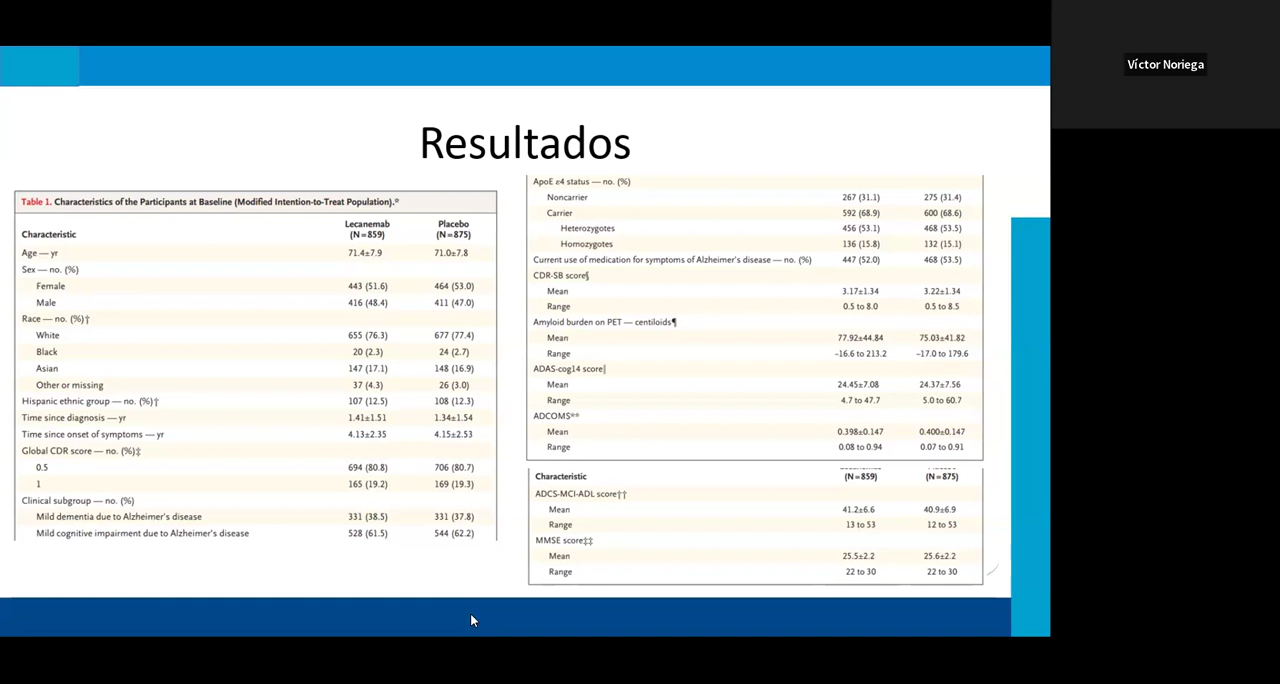 Víctor Noriega
Resultados
Table 1. Characteristics of the Participants at Baseline (Modified Intention-to-Treat Population).*
Characteristic Lecanemab (N=859) Placebo (N=875)
Age — yr 71.4±7.9 71.0±7.8
Sex — no. (%)
Female 443 (51.6) 464 (53.0)
Male 416 (48.4) 411 (47.0)
Race — no. (%)†
White 655 (76.3) 677 (77.4)
Black 20 (2.3) 24 (2.7)
Asian 147 (17.1) 148 (16.9)
Other or missing 37 (4.3) 26 (3.0)
Hispanic ethnic group — no. (%)† 107 (12.5) 108 (12.3)
Time since diagnosis — yr 1.41±1.51 1.34±1.54
Time since onset of symptoms — yr 4.13±2.35 4.15±2.53
Global CDR score — no. (%)‡
0.5 694 (80.8) 706 (80.7)
1 165 (19.2) 169 (19.3)
Clinical subgroup — no. (%)
Mild dementia due to Alzheimer's disease 331 (38.5) 331 (37.8)
Mild cognitive impairment due to Alzheimer's disease 528 (61.5) 544 (62.2)
ApoE ε4 status — no. (%)
Noncarrier 267 (31.1) 275 (31.4)
Carrier 592 (68.9) 600 (68.6)
Heterozygotes 456 (53.1) 468 (53.5)
Homozygotes 136 (15.8) 132 (15.1)
Current use of medication for symptoms of Alzheimer's disease — no. (%) 447 (52.0) 468 (53.5)
CDR-SB score§
Mean 3.17±1.34 3.22±1.34
Range 0.5 to 8.0 0.5 to 8.5
Amyloid burden on PET — centiloids¶
Mean 77.92±44.84 75.03±41.82
Range −16.6 to 213.2 −17.0 to 179.6
ADAS-cog14 score‖
Mean 24.45±7.08 24.37±7.56
Range 4.7 to 47.7 5.0 to 60.7
ADCOMS**
Mean 0.398±0.147 0.400±0.147
Range 0.08 to 0.94 0.07 to 0.91
Characteristic (N=859) (N=875)
ADCS-MCI-ADL score††
Mean 41.2±6.6 40.9±6.9
Range 13 to 53 12 to 53
MMSE score‡‡
Mean 25.5±2.2 25.6±2.2
Range 22 to 30 22 to 30